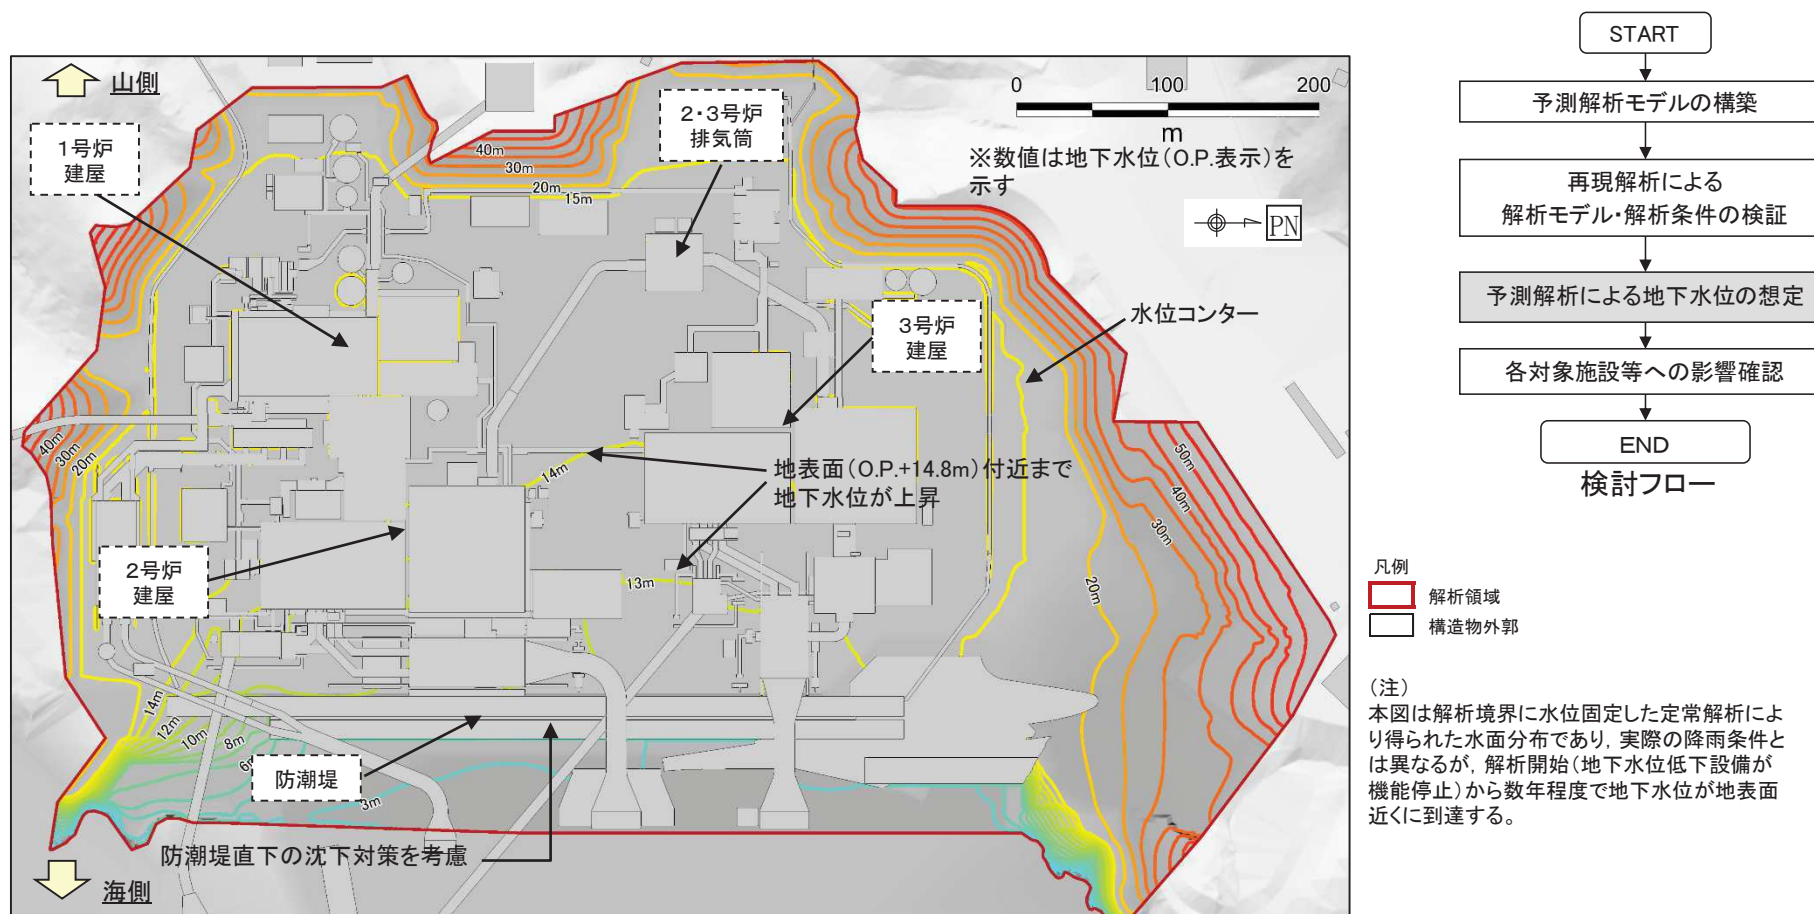 山側
1号炉
建屋
2・3号炉
排気筒
0 100 200
m
※数値は地下水位(O.P.表示)を
示す
PN
40m
30m
20m
15m
水位コンター
3号炉
建屋
40m
30m
20m
14m
地表面(O.P.+14.8m)付近まで
地下水位が上昇
50m
40m
30m
20m
2号炉
建屋
13m
14m
12m
10m
8m
6m
3m
防潮堤
防潮堤直下の沈下対策を考慮
海側
START
予測解析モデルの構築
再現解析による
解析モデル・解析条件の検証
予測解析による地下水位の想定
各対象施設等への影響確認
END
検討フロー
凡例
解析領域
構造物外郭
(注)
本図は解析境界に水位固定した定常解析によ
り得られた水面分布であり,実際の降雨条件と
は異なるが,解析開始(地下水位低下設備が
機能停止)から数年程度で地下水位が地表面
近くに到達する。